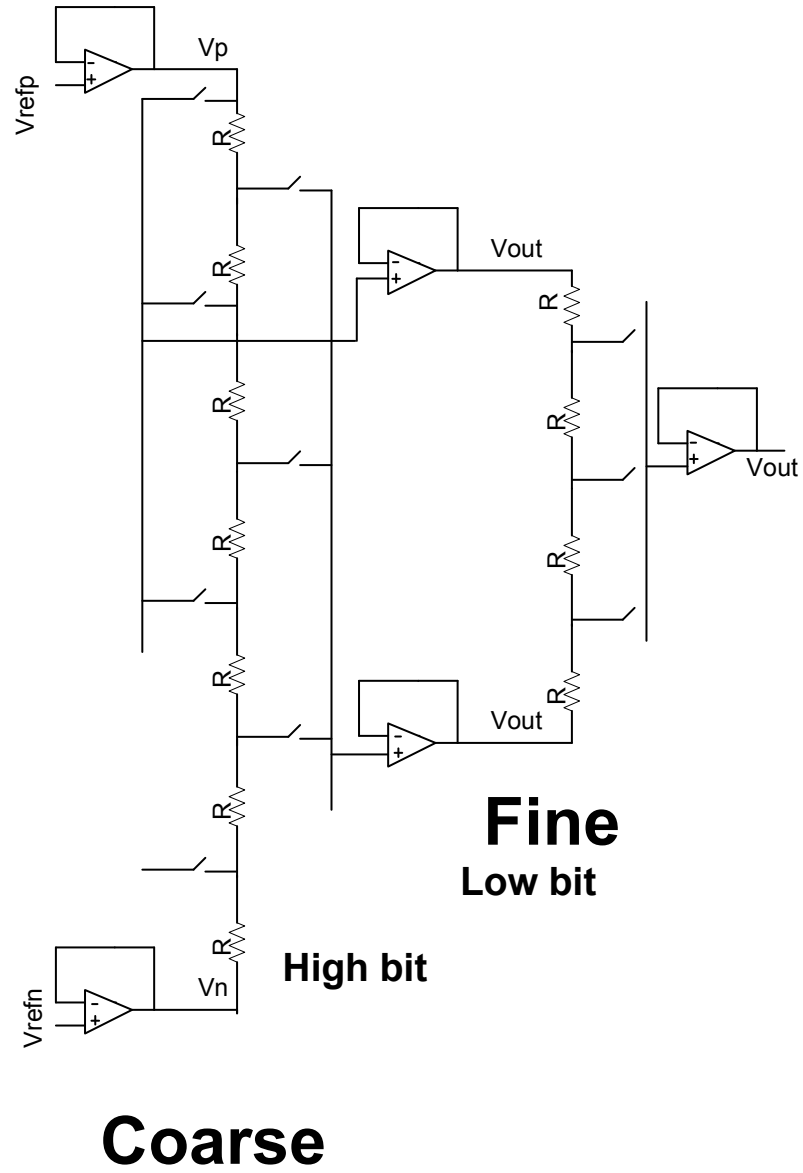 Vp
Vrefp
-
+
R
R
-
+
Vout
R
R
R
-
+
Vout
R
R
R
-
+
Vout
R
R
Fine
Low bit
R
High bit
Vn
Vrefn
-
+
Coarse